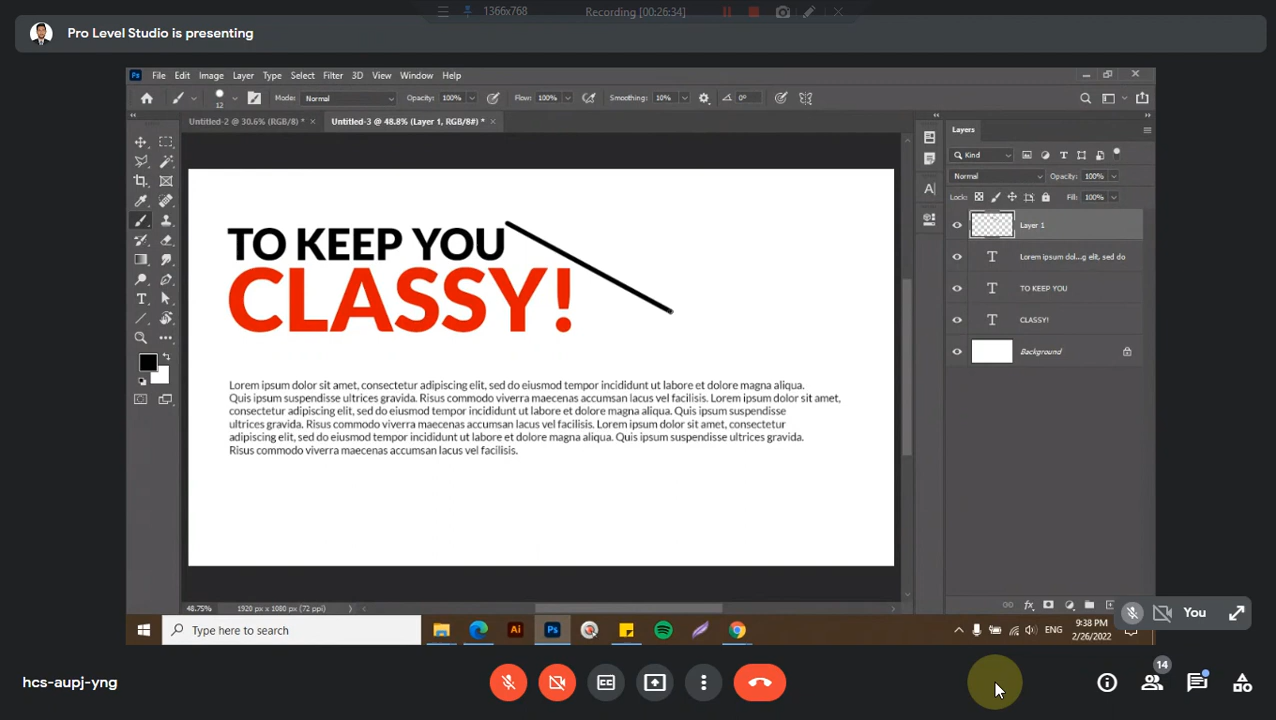 1366x768
Recording [00:26:34]
Pro Level Studio is presenting
Ps File Edit Image Layer Type Select Filter 3D View Window Help
12 Mode: Normal Opacity: 100% Flow: 100% Smoothing: 10% 0°
Untitled-2 @ 30.6% (RGB/8) * × Untitled-3 @ 48.8% (Layer 1, RGB/8#) * ×
Layers
Kind
Normal Opacity: 100%
Lock: Fill: 100%
Layer 1
Lorem ipsum dol...g elit, sed do
TO KEEP YOU
CLASSY!
Background
TO KEEP YOU
CLASSY!
Lorem ipsum dolor sit amet, consectetur adipiscing elit, sed do eiusmod tempor incididunt ut labore et dolore magna aliqua.
Quis ipsum suspendisse ultrices gravida. Risus commodo viverra maecenas accumsan lacus vel facilisis. Lorem ipsum dolor sit amet,
consectetur adipiscing elit, sed do eiusmod tempor incididunt ut labore et dolore magna aliqua. Quis ipsum suspendisse
ultrices gravida. Risus commodo viverra maecenas accumsan lacus vel facilisis. Lorem ipsum dolor sit amet, consectetur
adipiscing elit, sed do eiusmod tempor incididunt ut labore et dolore magna aliqua. Quis ipsum suspendisse ultrices gravida.
Risus commodo viverra maecenas accumsan lacus vel facilisis.
48.75% 1920 px x 1080 px (72 ppi)
You
Type here to search
Ai Ps
ENG
9:38 PM
2/26/2022
hcs-aupj-yng
14